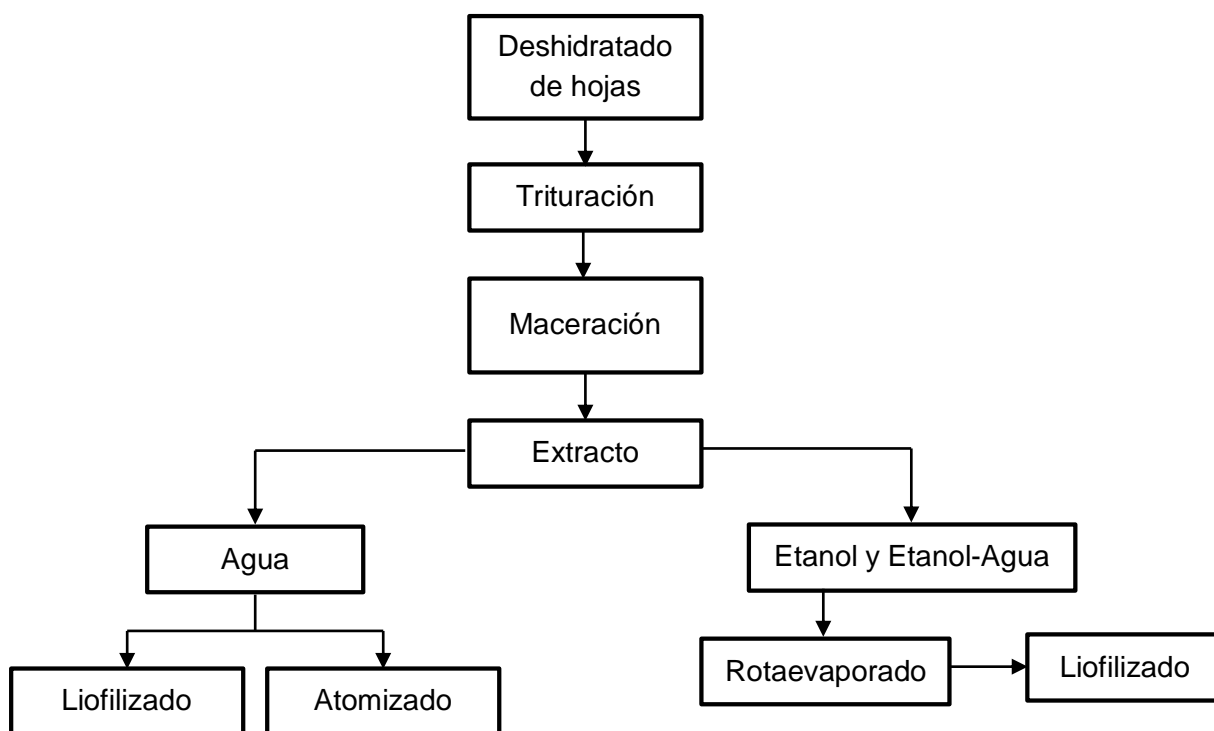 Deshidratado
de hojas
Trituración
Maceración
Extracto
Agua
Etanol y Etanol-Agua
Liofilizado
Atomizado
Rotaevaporado
Liofilizado